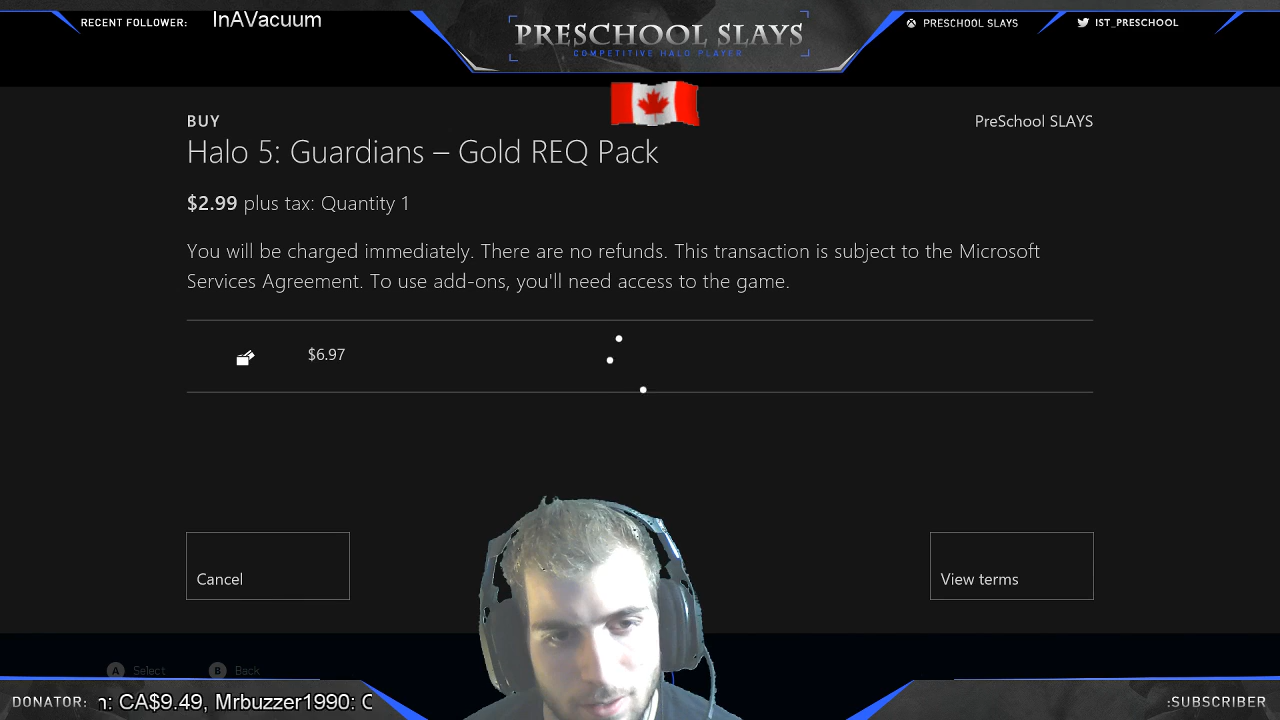 RECENT FOLLOWER: InAVacuum
PRESCHOOL SLAYS
COMPETITIVE HALO PLAYER
PRESCHOOL SLAYS
IST_PRESCHOOL
BUY
PreSchool SLAYS
Halo 5: Guardians – Gold REQ Pack
$2.99 plus tax: Quantity 1
You will be charged immediately. There are no refunds. This transaction is subject to the Microsoft
Services Agreement. To use add-ons, you'll need access to the game.
$6.97
Cancel
View terms
A Select B Back
DONATOR: n: CA$9.49, Mrbuzzer1990: C
:SUBSCRIBER